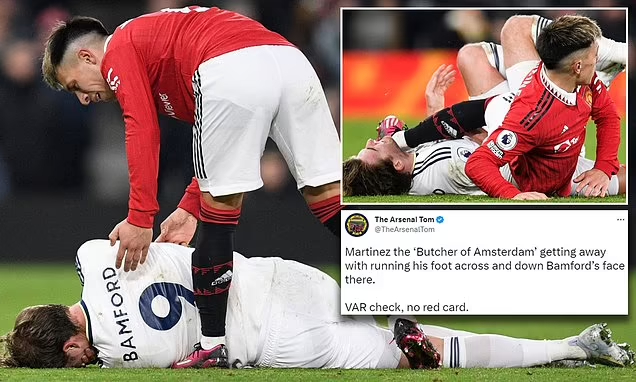 BAMFORD
9
The Arsenal Tom
@TheArsenalTom
Martinez the ‘Butcher of Amsterdam’ getting away
with running his foot across and down Bamford’s face
there.
VAR check, no red card.